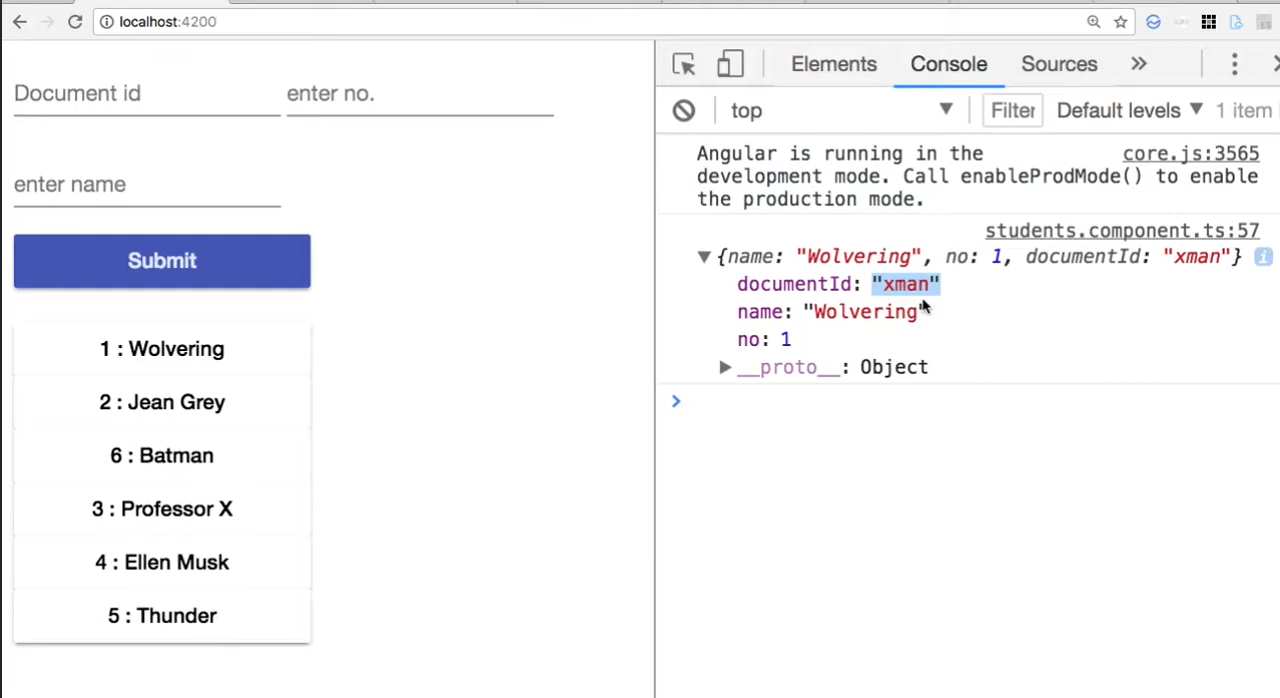 localhost:4200
Document id
enter no.
enter name
Submit
1 : Wolvering
2 : Jean Grey
6 : Batman
3 : Professor X
4 : Ellen Musk
5 : Thunder
Elements Console Sources »
top ▼ Filter Default levels ▼ 1 item
Angular is running in the core.js:3565
development mode. Call enableProdMode() to enable
the production mode.
students.component.ts:57
▼ {name: "Wolvering", no: 1, documentId: "xman"} i
documentId: "xman"
name: "Wolvering"
no: 1
▶ __proto__: Object
>